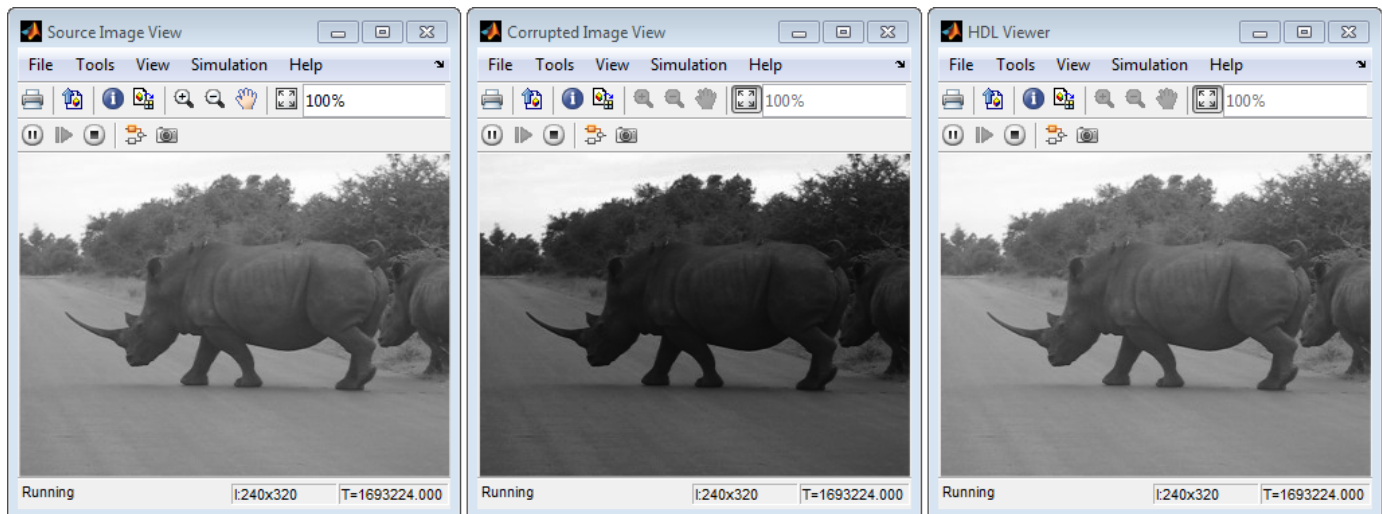 Source Image View
File Tools View Simulation Help
100%
Running I:240x320 T=1693224.000
Corrupted Image View
File Tools View Simulation Help
100%
Running I:240x320 T=1693224.000
HDL Viewer
File Tools View Simulation Help
100%
Running I:240x320 T=1693224.000